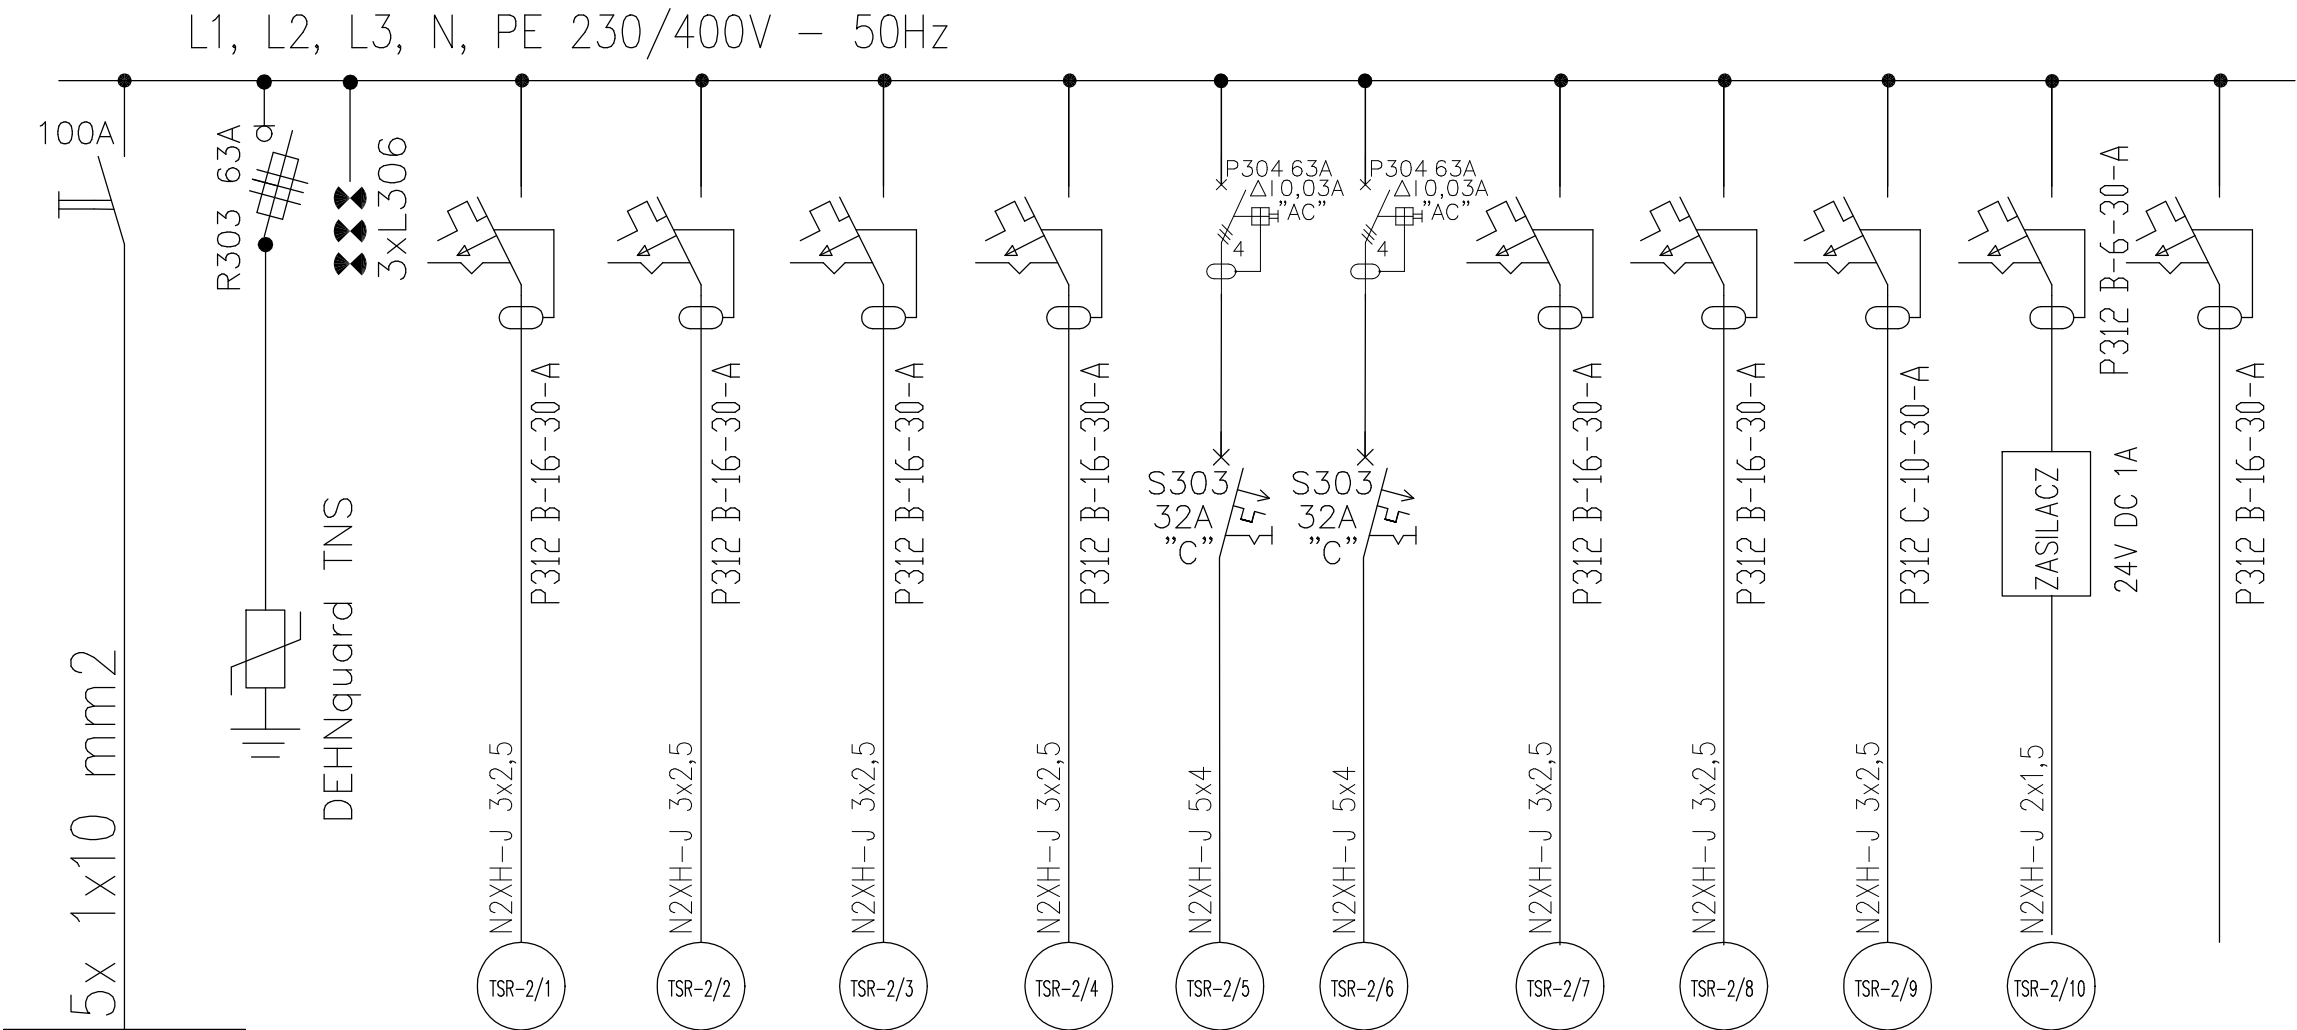 L1, L2, L3, N, PE 230/400V – 50Hz
100A
5x 1x10 mm2
R303 63A
3xL306
DEHNquard TNS
P312 B-16-30-A
N2XH-J 3x2,5
TSR-2/1
P312 B-16-30-A
N2XH-J 3x2,5
TSR-2/2
P312 B-16-30-A
N2XH-J 3x2,5
TSR-2/3
P312 B-16-30-A
N2XH-J 3x2,5
TSR-2/4
P304 63A
△I0,03A
"AC"
4
S303
32A
"C"
N2XH-J 5x4
TSR-2/5
P304 63A
△I0,03A
"AC"
4
S303
32A
"C"
N2XH-J 5x4
TSR-2/6
P312 B-16-30-A
N2XH-J 3x2,5
TSR-2/7
P312 B-16-30-A
N2XH-J 3x2,5
TSR-2/8
P312 C-10-30-A
N2XH-J 3x2,5
TSR-2/9
P312 B-6-30-A
ZASILACZ
24V DC 1A
N2XH-J 2x1,5
TSR-2/10
P312 B-16-30-A